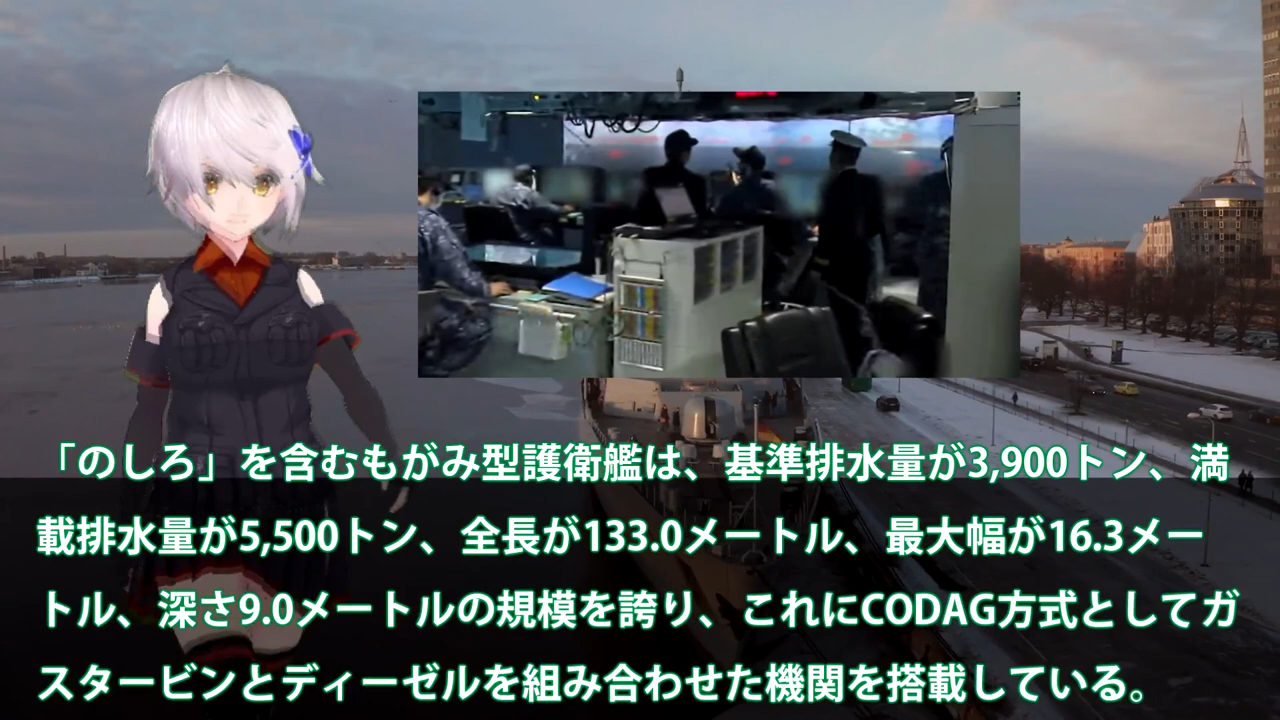 「のしろ」を含むもがみ型護衛艦は、基準排水量が3,900トン、満
載排水量が5,500トン、全長が133.0メートル、最大幅が16.3メー
トル、深さ9.0メートルの規模を誇り、これにCODAG方式としてガ
スタービンとディーゼルを組み合わせた機関を搭載している。